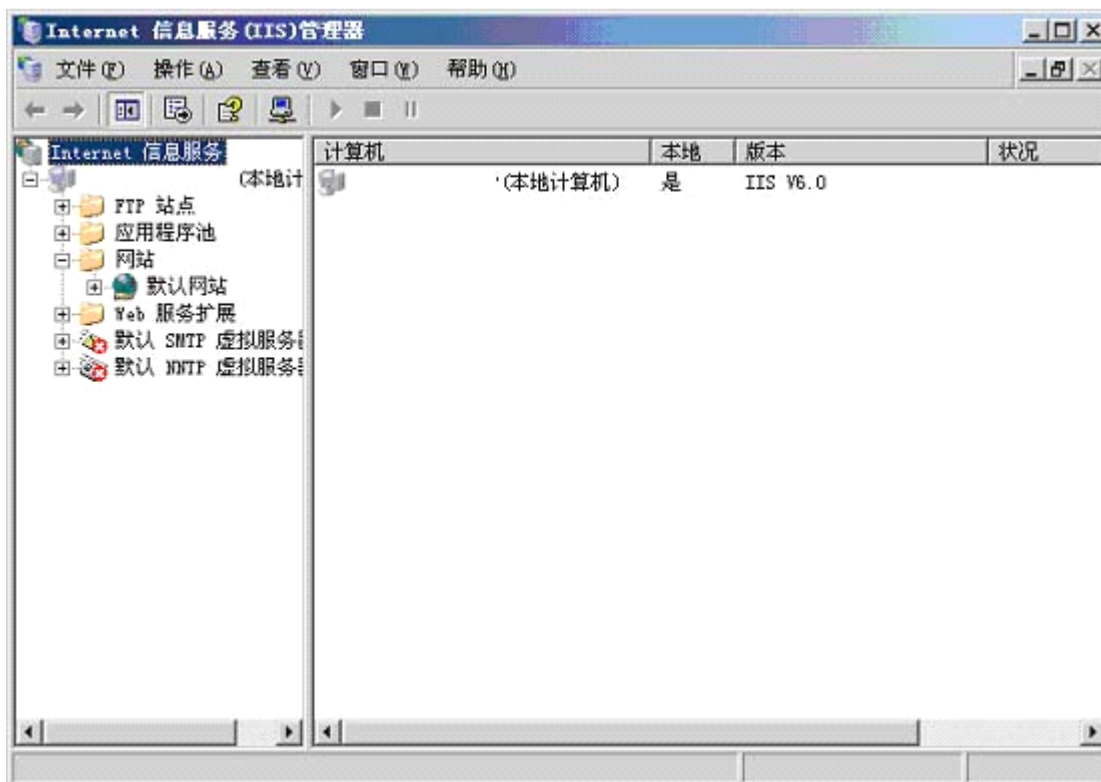 Internet 信息服务(IIS)管理器
文件(F) 操作(A) 查看(V) 窗口(W) 帮助(H)
Internet 信息服务
(本地计
FTP 站点
应用程序池
网站
默认网站
Web 服务扩展
默认 SMTP 虚拟服务器
默认 NNTP 虚拟服务器
计算机 本地 版本 状况
(本地计算机) 是 IIS V6.0